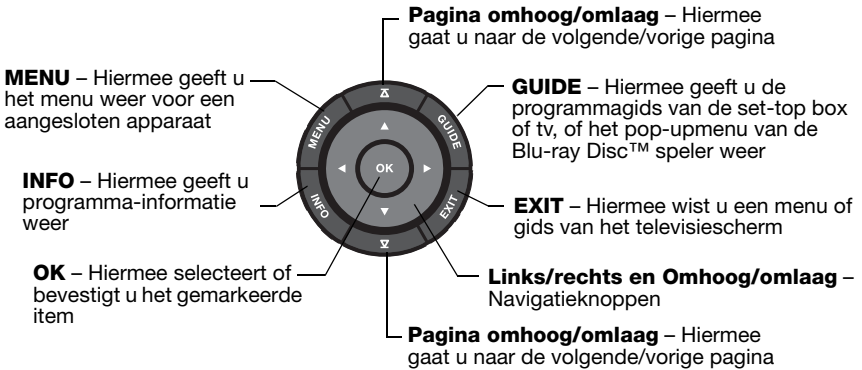 Pagina omhoog/omlaag – Hiermee
gaat u naar de volgende/vorige pagina
MENU – Hiermee geeft u
het menu weer voor een
aangesloten apparaat
GUIDE – Hiermee geeft u de
programmagids van de set-top box
of tv, of het pop-upmenu van de
Blu-ray Disc™ speler weer
MENU
GUIDE
OK
INFO
EXIT
INFO – Hiermee geeft u
programma-informatie
weer
EXIT – Hiermee wist u een menu of
gids van het televisiescherm
OK – Hiermee selecteert of
bevestigt u het gemarkeerde
item
Links/rechts en Omhoog/omlaag –
Navigatieknoppen
Pagina omhoog/omlaag – Hiermee
gaat u naar de volgende/vorige pagina